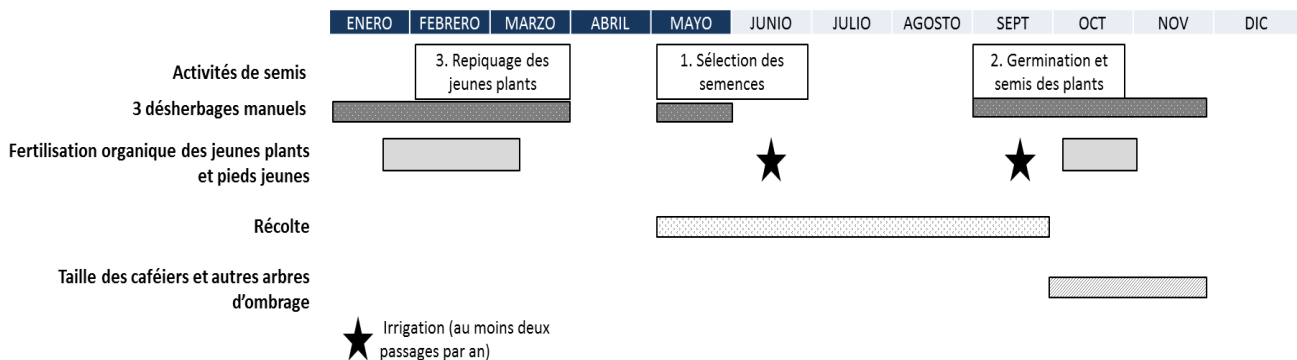 ENERO FEBRERO MARZO ABRIL MAYO JUNIO JULIO AGOSTO SEPT OCT NOV DIC
Activités de semis
3. Repiquage des
jeunes plants
1. Sélection des
semences
2. Germination et
semis des plants
3 désherbages manuels
Fertilisation organique des jeunes plants
et pieds jeunes
Récolte
Taille des caféiers et autres arbres
d'ombrage
Irrigation (au moins deux
passages par an)